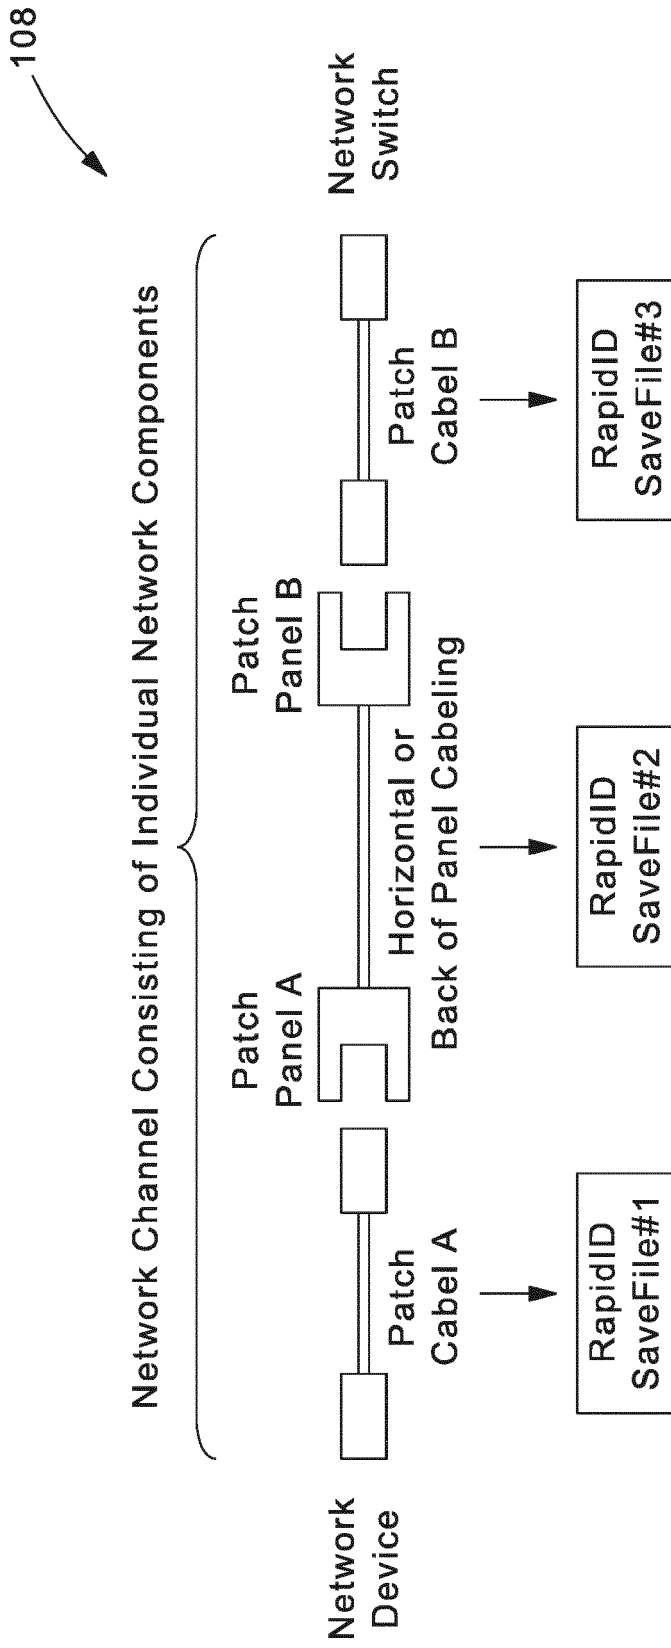 108
Network Channel Consisting of Individual Network Components
Network
Device
Patch
Cabel A
Patch
Panel A
Horizontal or
Back of Panel Cabeling
Patch
Panel B
Patch
Cabel B
Network
Switch
RapidID
SaveFile#1
RapidID
SaveFile#2
RapidID
SaveFile#3